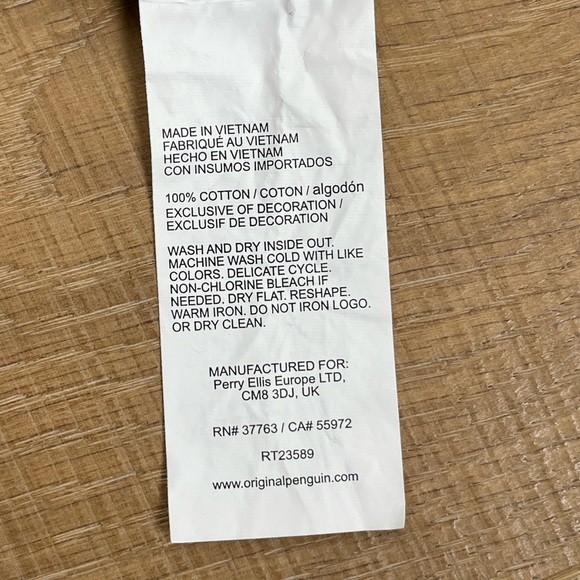 MADE IN VIETNAM
FABRIQUÉ AU VIETNAM
HECHO EN VIETNAM
CON INSUMOS IMPORTADOS
100% COTTON / COTON / algodón
EXCLUSIVE OF DECORATION /
EXCLUSIF DE DECORATION
WASH AND DRY INSIDE OUT.
MACHINE WASH COLD WITH LIKE
COLORS. DELICATE CYCLE.
NON-CHLORINE BLEACH IF
NEEDED. DRY FLAT. RESHAPE.
WARM IRON. DO NOT IRON LOGO.
OR DRY CLEAN.
MANUFACTURED FOR:
Perry Ellis Europe LTD,
CM8 3DJ, UK
RN# 37763 / CA# 55972
RT23589
www.originalpenguin.com